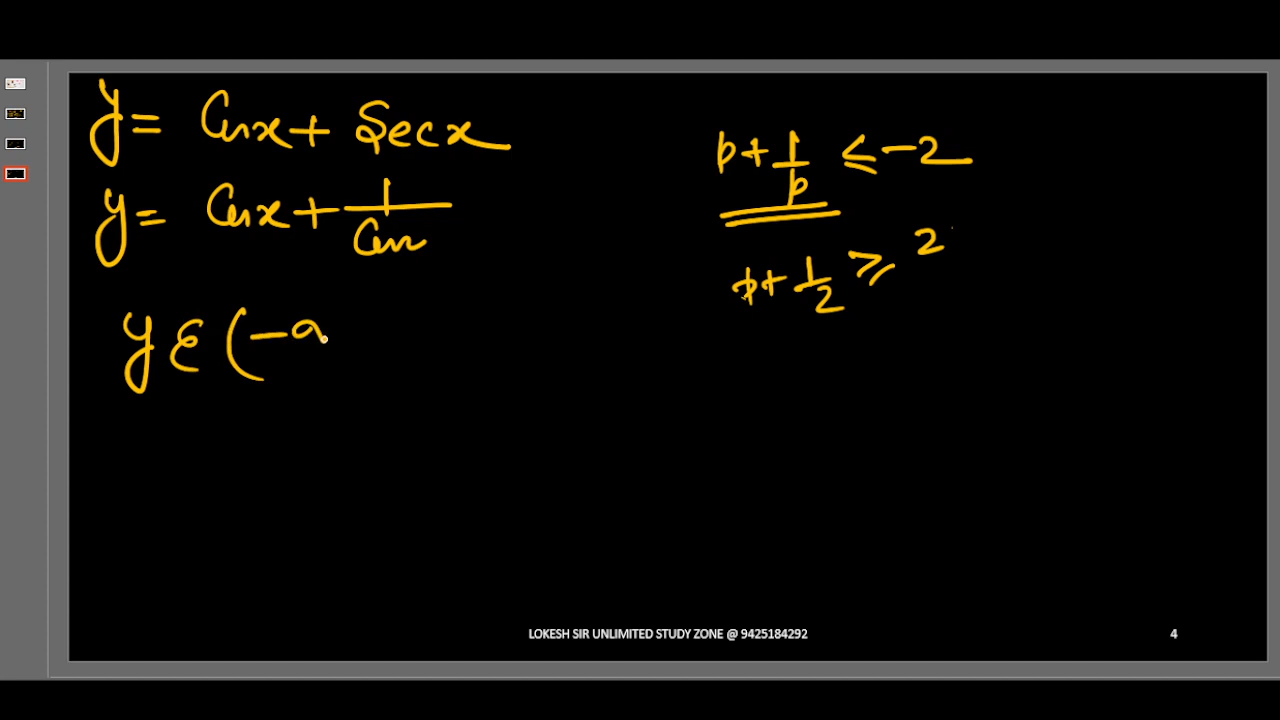 y = Cosx + Secx
y = Cosx + 1/Cosx
y ∈ (-∞
p + 1/p ≤ -2
p + 1/2 ≥ 2
LOKESH SIR UNLIMITED STUDY ZONE @ 9425184292
4